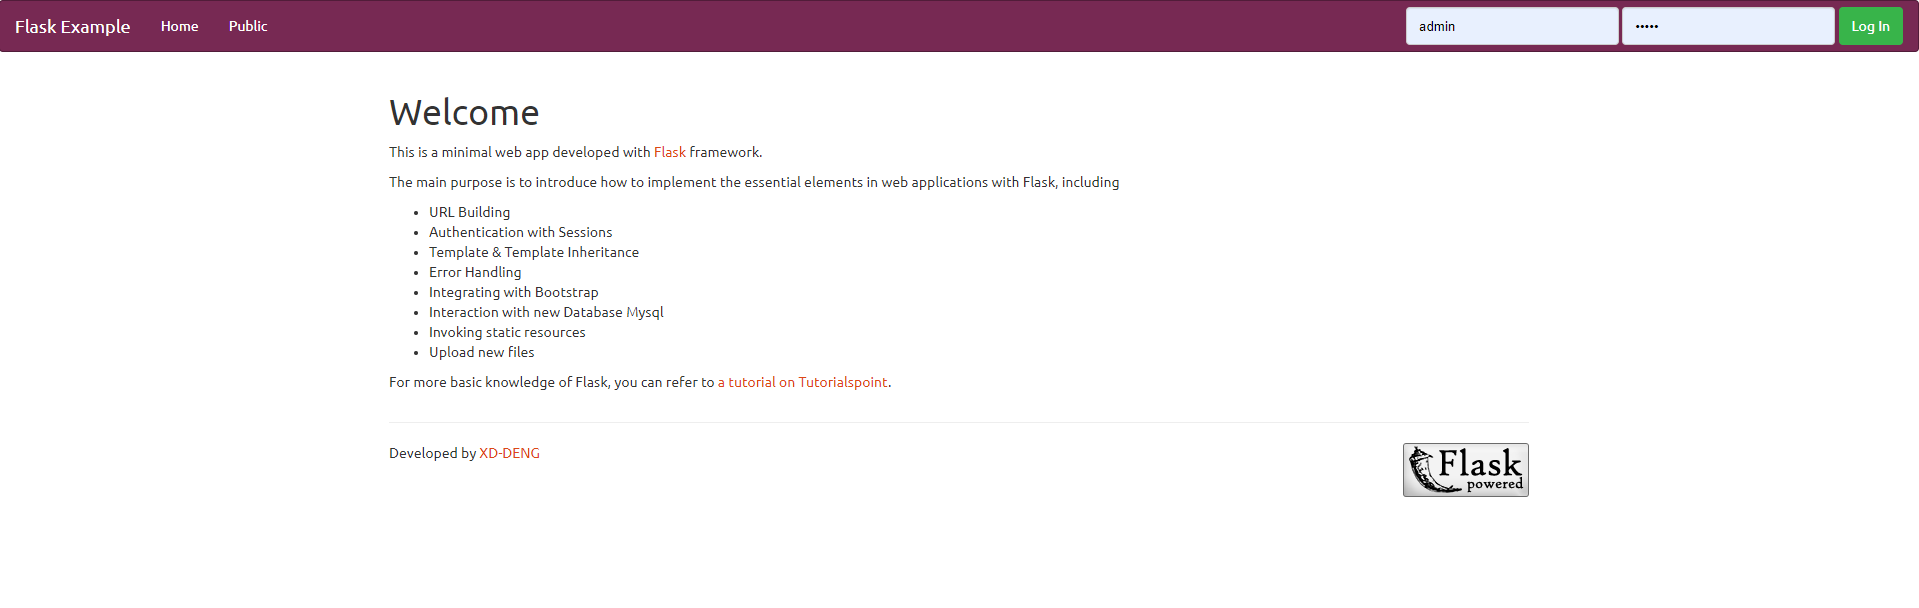 Flask Example Home Public admin ••••• Log In
Welcome
This is a minimal web app developed with Flask framework.
The main purpose is to introduce how to implement the essential elements in web applications with Flask, including
• URL Building
• Authentication with Sessions
• Template & Template Inheritance
• Error Handling
• Integrating with Bootstrap
• Interaction with new Database Mysql
• Invoking static resources
• Upload new files
For more basic knowledge of Flask, you can refer to a tutorial on Tutorialspoint.
Developed by XD-DENG
Flask
powered